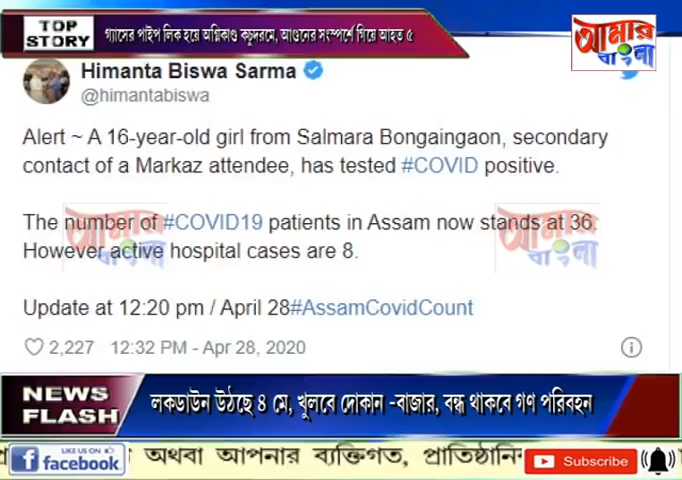 TOP STORY
গ্যাসের পাইপ লিক হয়ে অগ্নিকাণ্ড কচুদরমে, আগুনের সংস্পর্শে গিয়ে আহত ৫
আমার বাংলা
Himanta Biswa Sarma
@himantabiswa
Alert ~ A 16-year-old girl from Salmara Bongaingaon, secondary
contact of a Markaz attendee, has tested #COVID positive.
The number of #COVID19 patients in Assam now stands at 36.
However active hospital cases are 8.
আমার বাংলা
আমার বাংলা
Update at 12:20 pm / April 28#AssamCovidCount
2,227 12:32 PM - Apr 28, 2020
NEWS FLASH
লকডাউন উঠছে ৪ মে, খুলবে দোকান -বাজার, বন্ধ থাকবে গণ পরিবহন
LIKE US ON
facebook
অথবা আপনার ব্যক্তিগত,
Subscribe